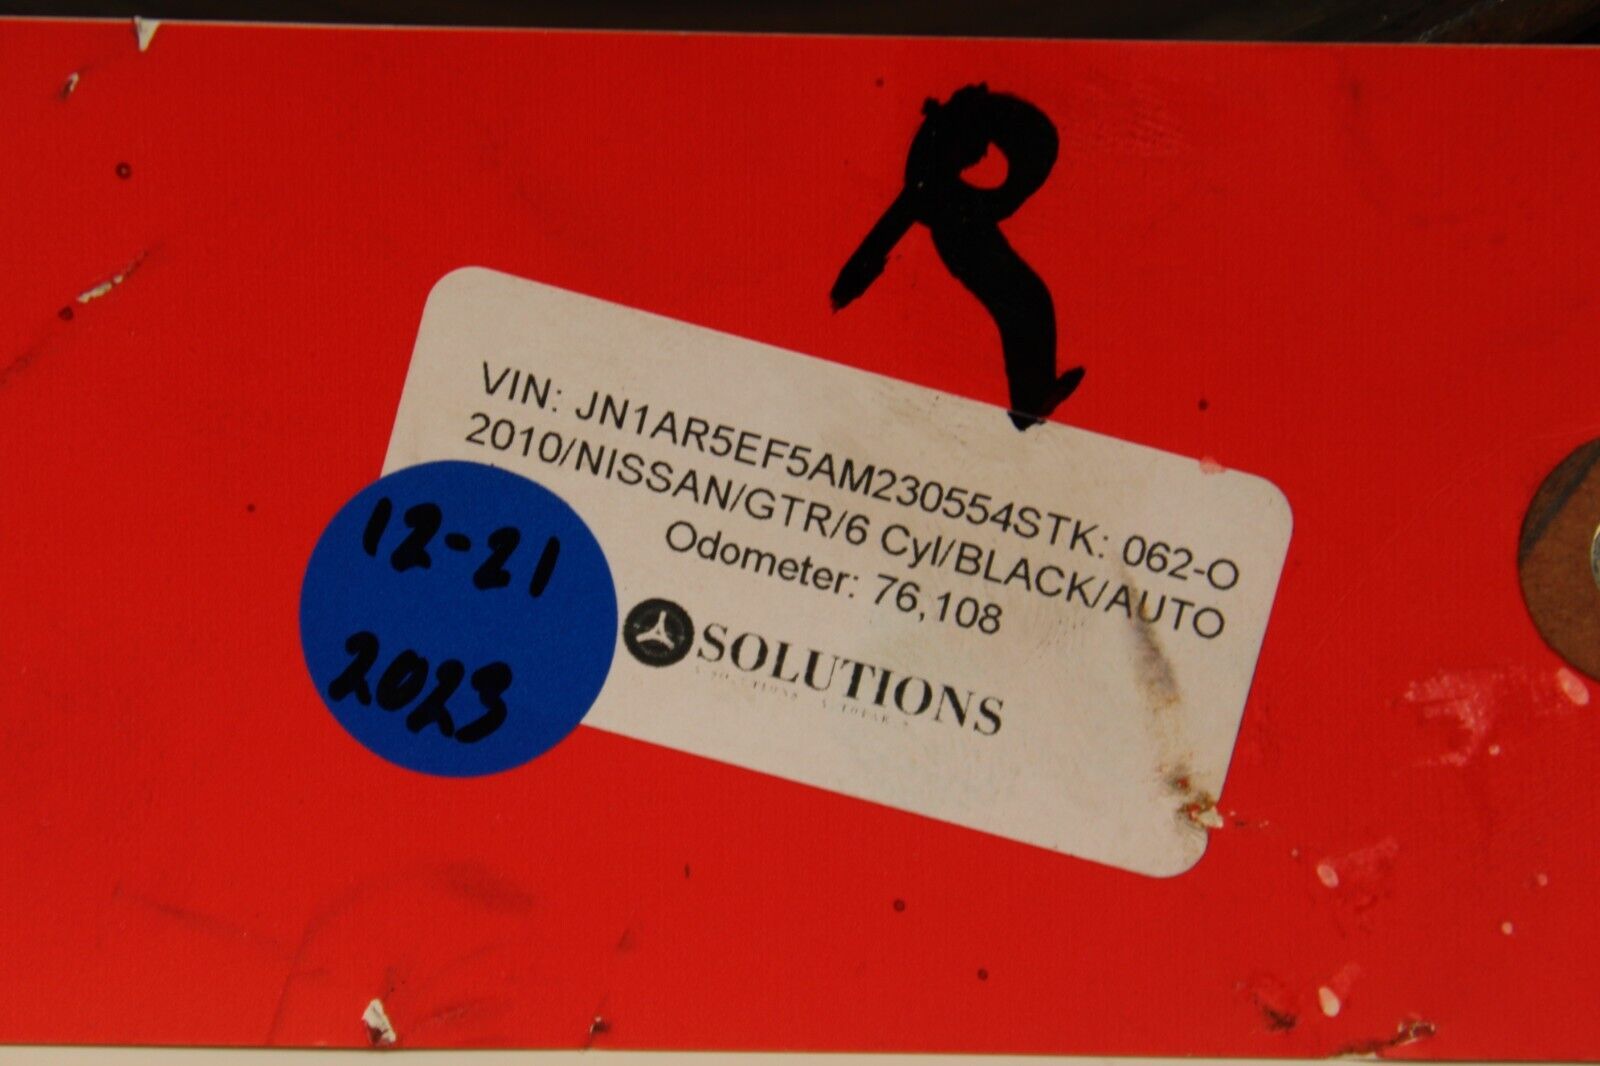 R
VIN: JN1AR5EF5AM230554STK: 062-O
2010/NISSAN/GTR/6 Cyl/BLACK/AUTO
Odometer: 76,108
SOLUTIONS
12-21
2023